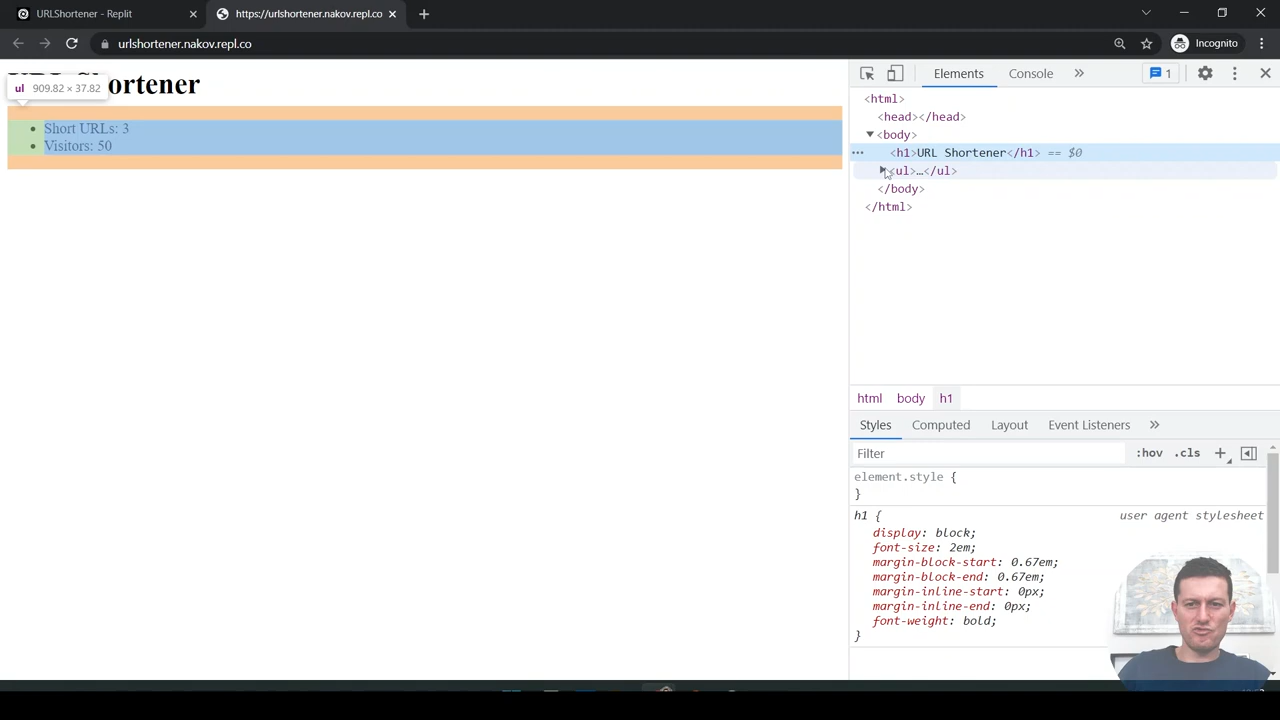 URLShortener - Replit
https://urlshortener.nakov.repl.co
urlshortener.nakov.repl.co
Incognito
ortener
ul 909.82 × 37.82
Short URLs: 3
Visitors: 50
Elements
Console
1
<html>
<head></head>
<body>
<h1>URL Shortener</h1> == $0
<ul>…</ul>
</body>
</html>
html
body
h1
Styles
Computed
Layout
Event Listeners
Filter
:hov
.cls
element.style {
}
h1 {
user agent stylesheet
display: block;
font-size: 2em;
margin-block-start: 0.67em;
margin-block-end: 0.67em;
margin-inline-start: 0px;
margin-inline-end: 0px;
font-weight: bold;
}